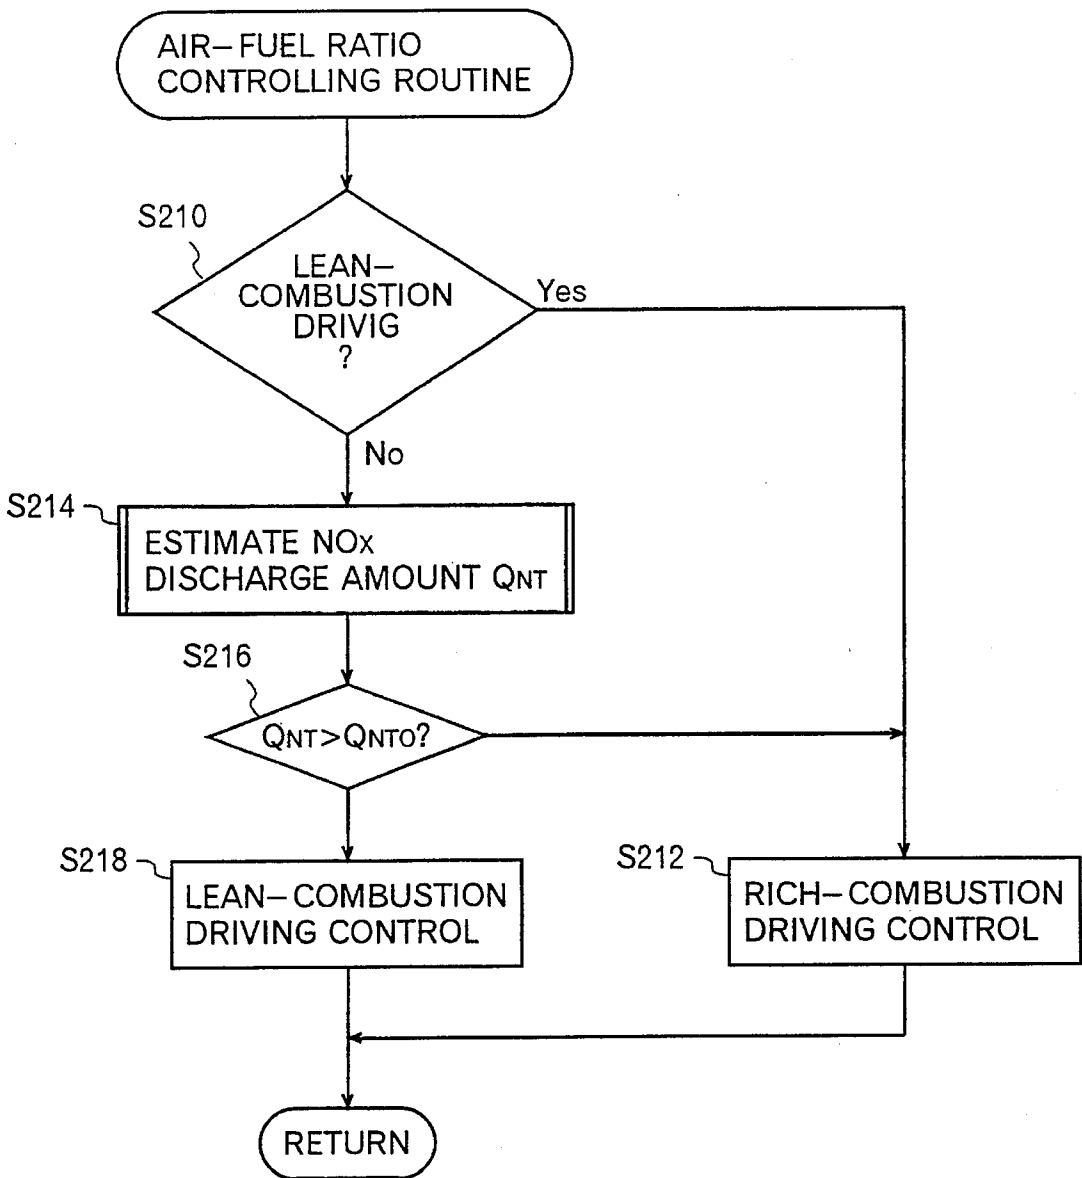 AIR-FUEL RATIO
CONTROLLING ROUTINE
S210
LEAN-
COMBUSTION
DRIVIG
?
Yes
No
S214
ESTIMATE NOx
DISCHARGE AMOUNT QNT
S216
QNT>QNTO?
S218
LEAN-COMBUSTION
DRIVING CONTROL
S212
RICH-COMBUSTION
DRIVING CONTROL
RETURN